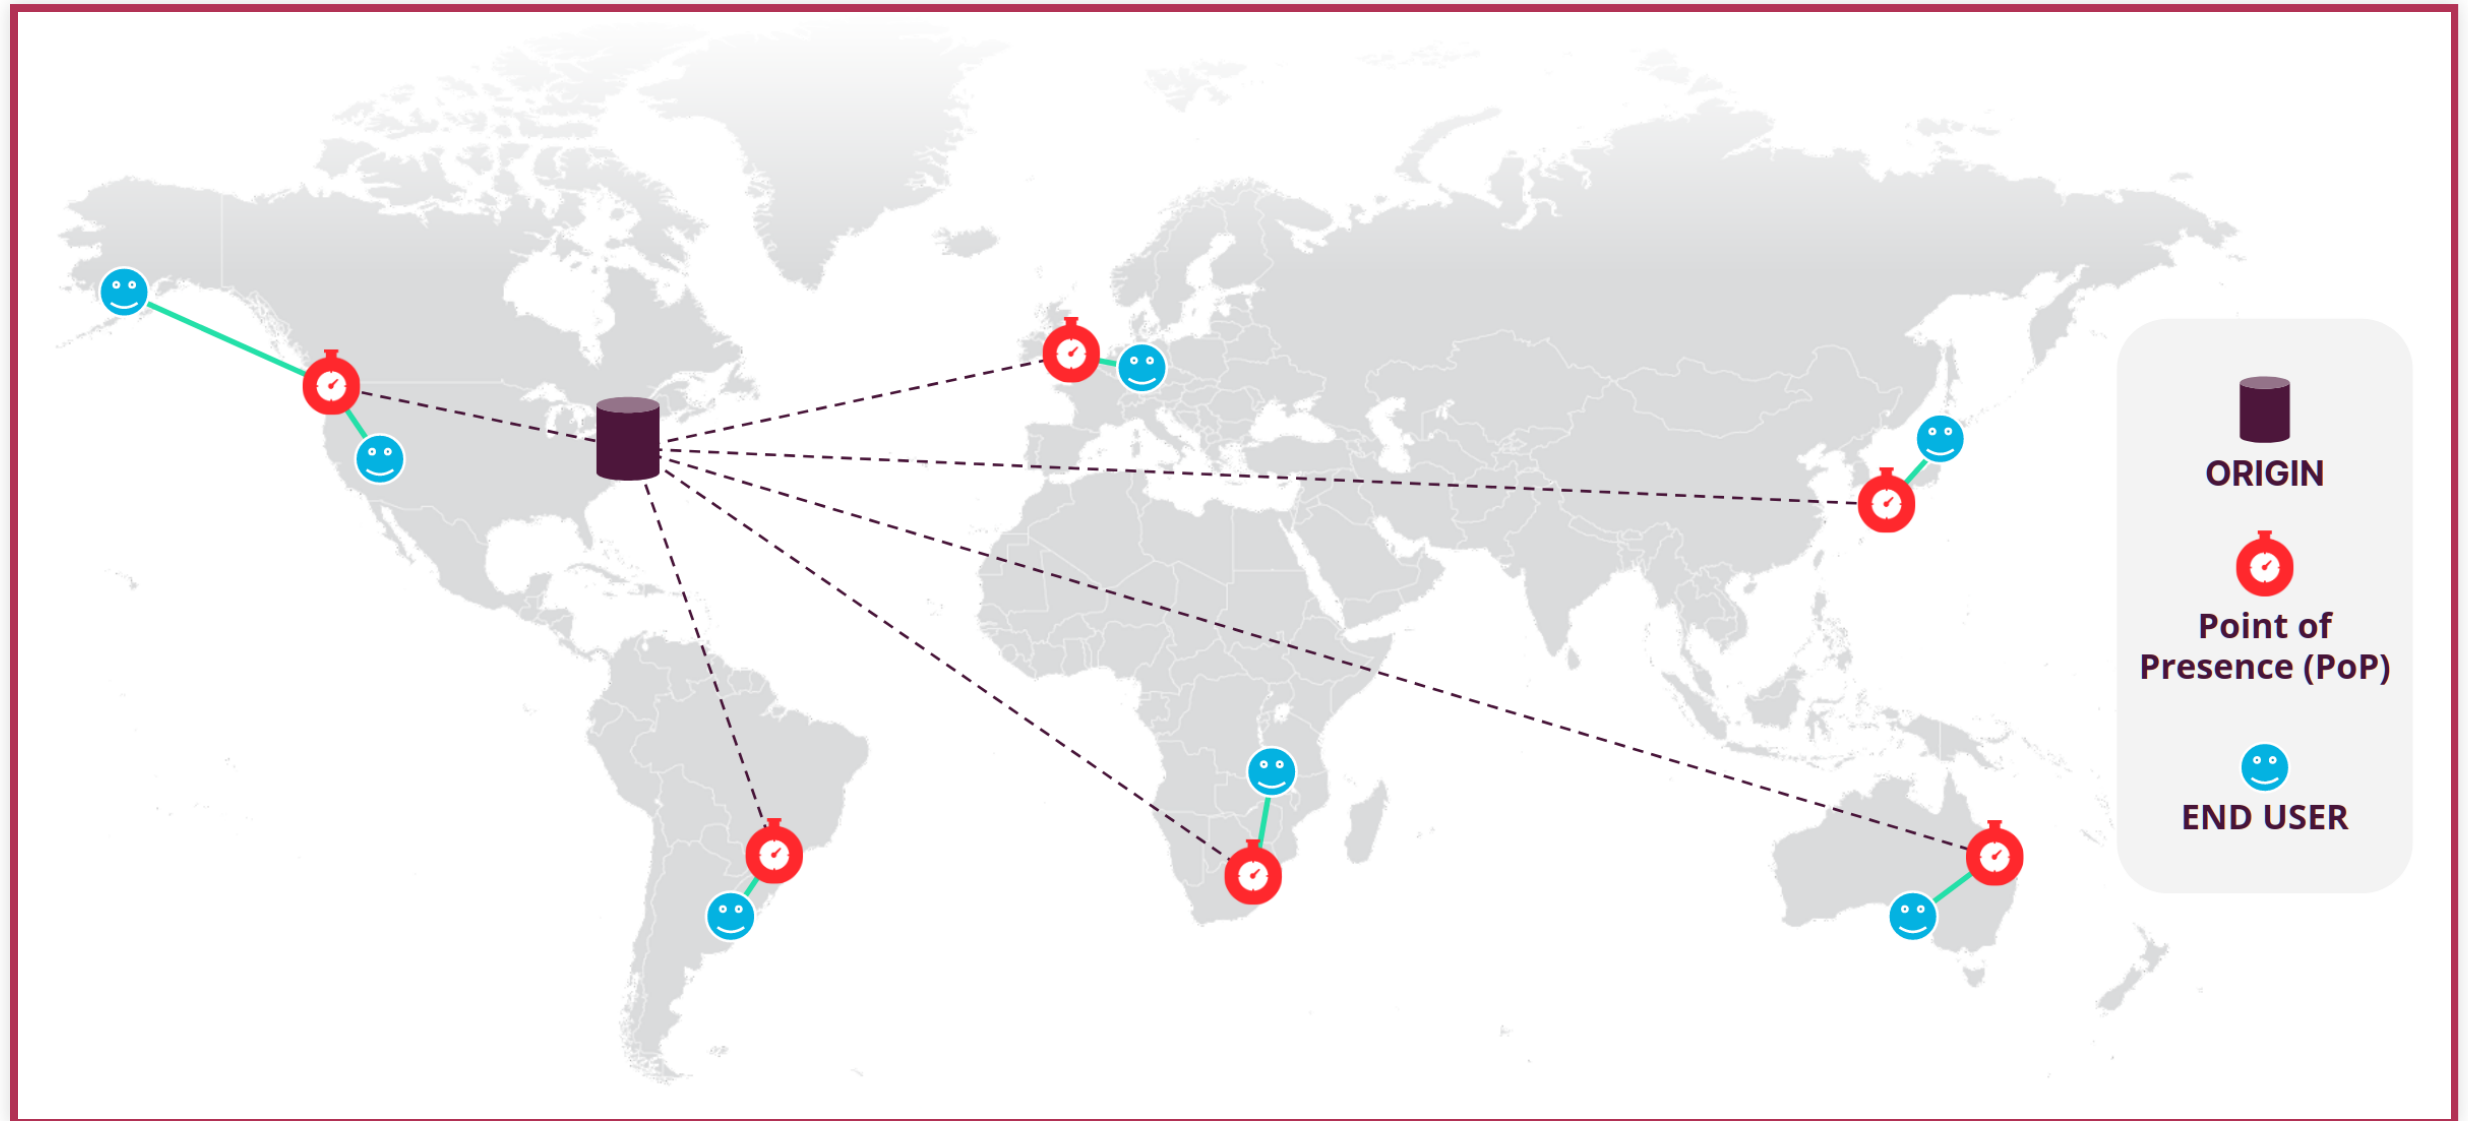 ORIGIN
Point of
Presence (PoP)
END USER